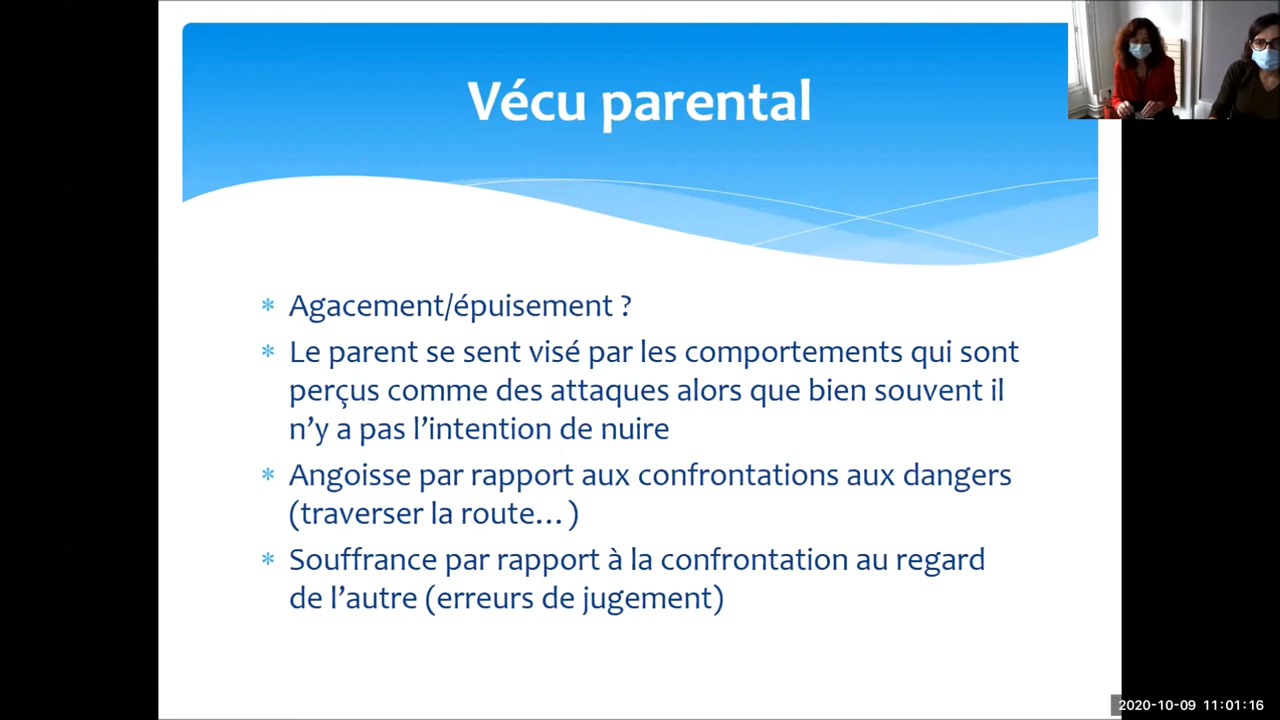 Vécu parental
* Agacement/épuisement ?
* Le parent se sent visé par les comportements qui sont
perçus comme des attaques alors que bien souvent il
n’y a pas l’intention de nuire
* Angoisse par rapport aux confrontations aux dangers
(traverser la route… )
* Souffrance par rapport à la confrontation au regard
de l’autre (erreurs de jugement)
2020-10-09 11:01:16